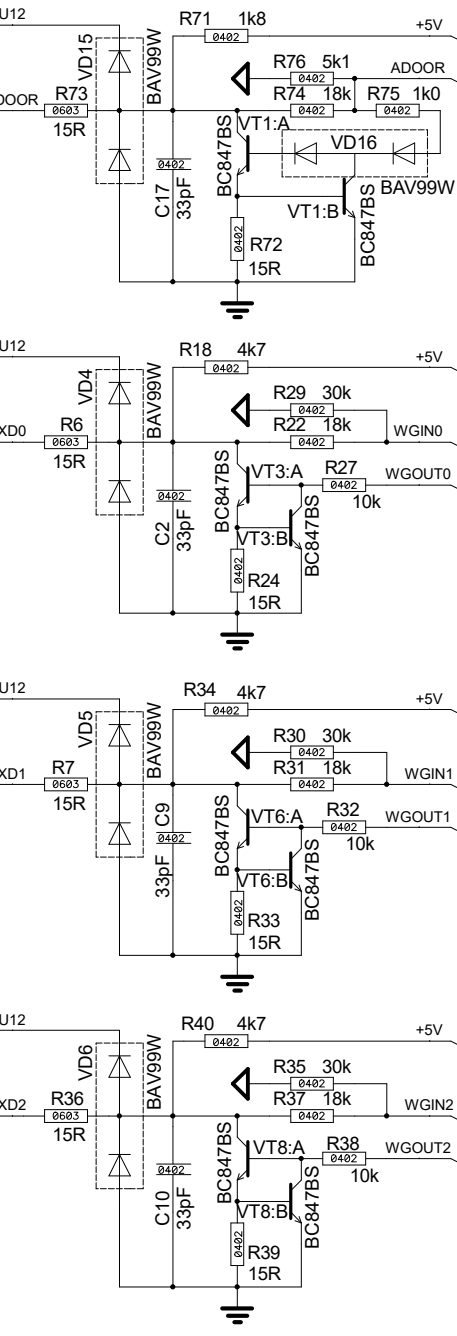 U12
R71 1k8
+5V
VD15
BAV99W
0402
R76 5k1
0402
ADOOR
DOOR
R73
0603
15R
R74 18k
0402
R75 1k0
0402
VT1:A
BC847BS
VD16
BAV99W
C17
0402
33pF
VT1:B
BC847BS
R72
0402
15R
U12
R18 4k7
+5V
VD4
BAV99W
0402
R29 30k
0402
XD0
R6
0603
15R
R22 18k
0402
WGIN0
VT3:A
BC847BS
R27
0402
10k
WGOUT0
C2
0402
33pF
VT3:B
BC847BS
R24
0402
15R
U12
R34 4k7
+5V
VD5
BAV99W
0402
R30 30k
0402
XD1
R7
0603
15R
R31 18k
0402
WGIN1
VT6:A
BC847BS
R32
0402
10k
WGOUT1
C9
0402
33pF
VT6:B
BC847BS
R33
0402
15R
U12
R40 4k7
+5V
VD6
BAV99W
0402
R35 30k
0402
XD2
R36
0603
15R
R37 18k
0402
WGIN2
VT8:A
BC847BS
R38
0402
10k
WGOUT2
C10
0402
33pF
VT8:B
BC847BS
R39
0402
15R